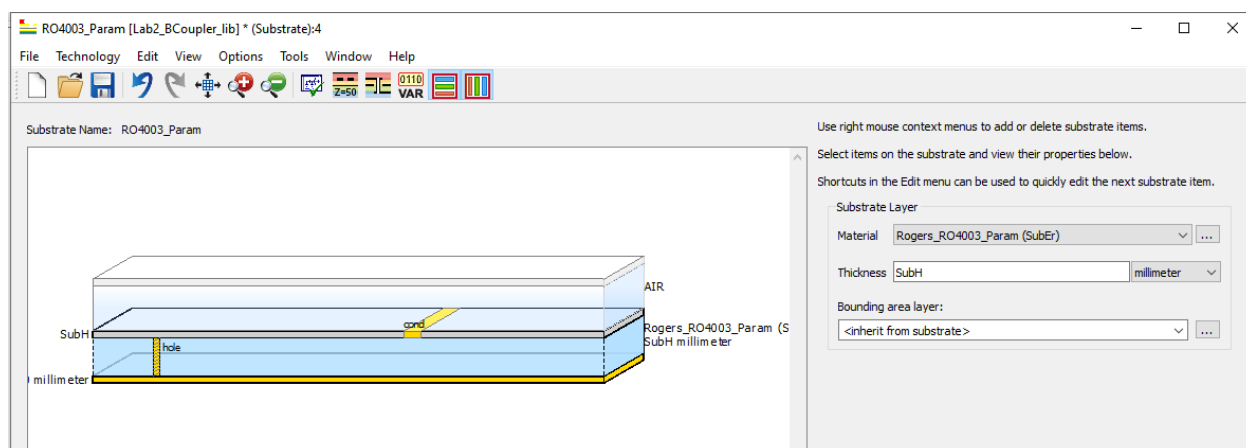 RO4003_Param [Lab2_BCoupler_lib] * (Substrate):4
File Technology Edit View Options Tools Window Help
Z=50
0110
VAR
Substrate Name: RO4003_Param
Use right mouse context menus to add or delete substrate items.
Select items on the substrate and view their properties below.
Shortcuts in the Edit menu can be used to quickly edit the next substrate item.
Substrate Layer
Material Rogers_RO4003_Param (SubEr) ...
Thickness SubH millimeter
Bounding area layer:
<inherit from substrate> ...
AIR
cond
SubH
Rogers_RO4003_Param (S
SubH millimeter
hole
millimeter